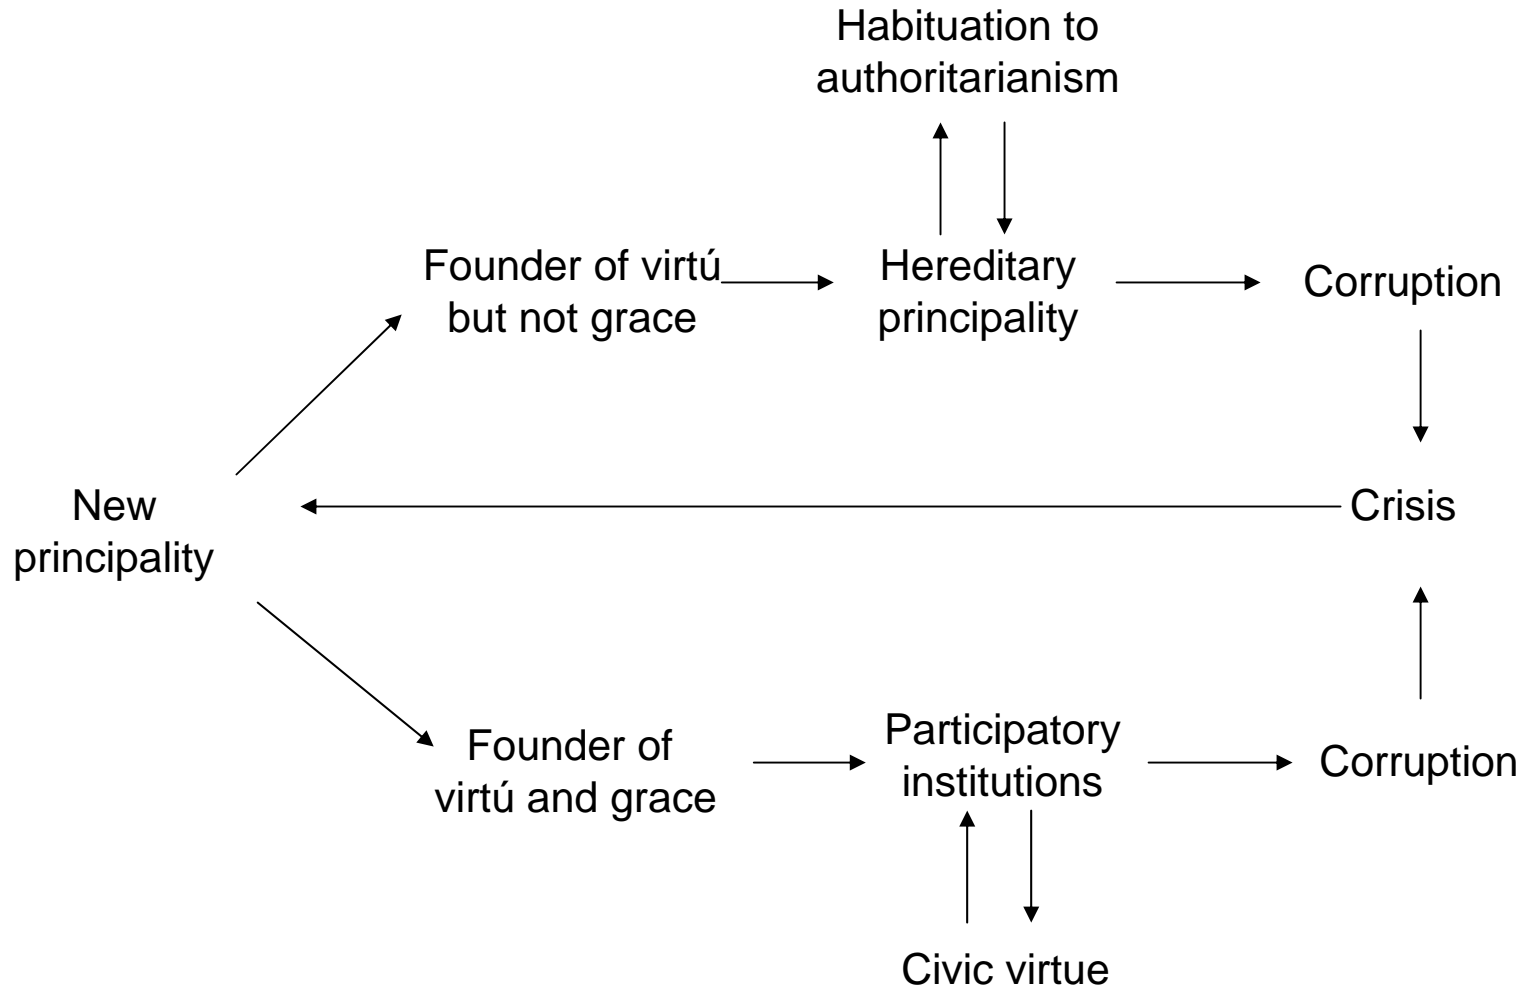 Habituation to
authoritarianism
Founder of virtú
but not grace
Hereditary
principality
Corruption
New
principality
Crisis
Founder of
virtú and grace
Participatory
institutions
Corruption
Civic virtue